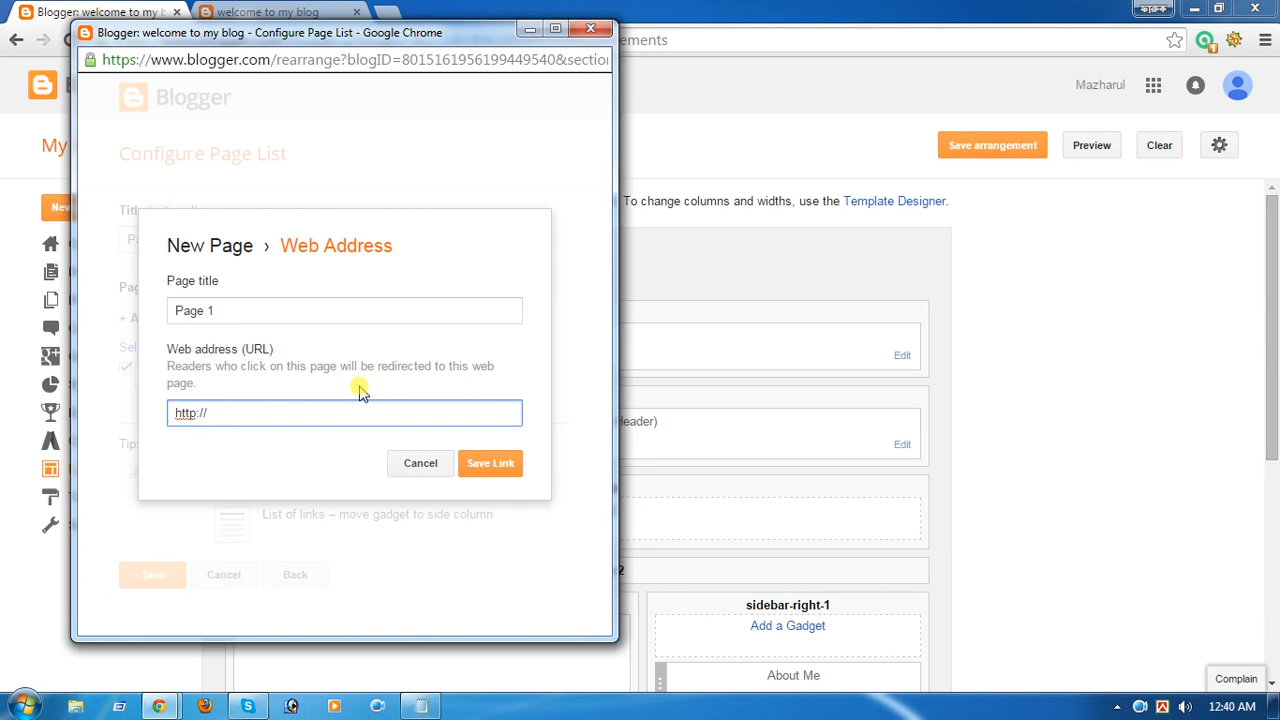 welcome to my blog
welcome to my blog
Blogger: welcome to my blog - Configure Page List - Google Chrome
https://www.blogger.com/rearrange?blogID=8015161956199449540&sectio
ements
Blogger
Mazharul
Configure Page List
My
Save arrangement
Preview
Clear
New
To change columns and widths, use the Template Designer.
New Page › Web Address
Page title
Page 1
Web address (URL)
Readers who click on this page will be redirected to this web
page.
http://
Cancel
Save Link
Edit
Header)
Edit
Tip
List of links – move gadget to side column
Save
Cancel
Back
2
sidebar-right-1
Add a Gadget
About Me
Complain
12:40 AM